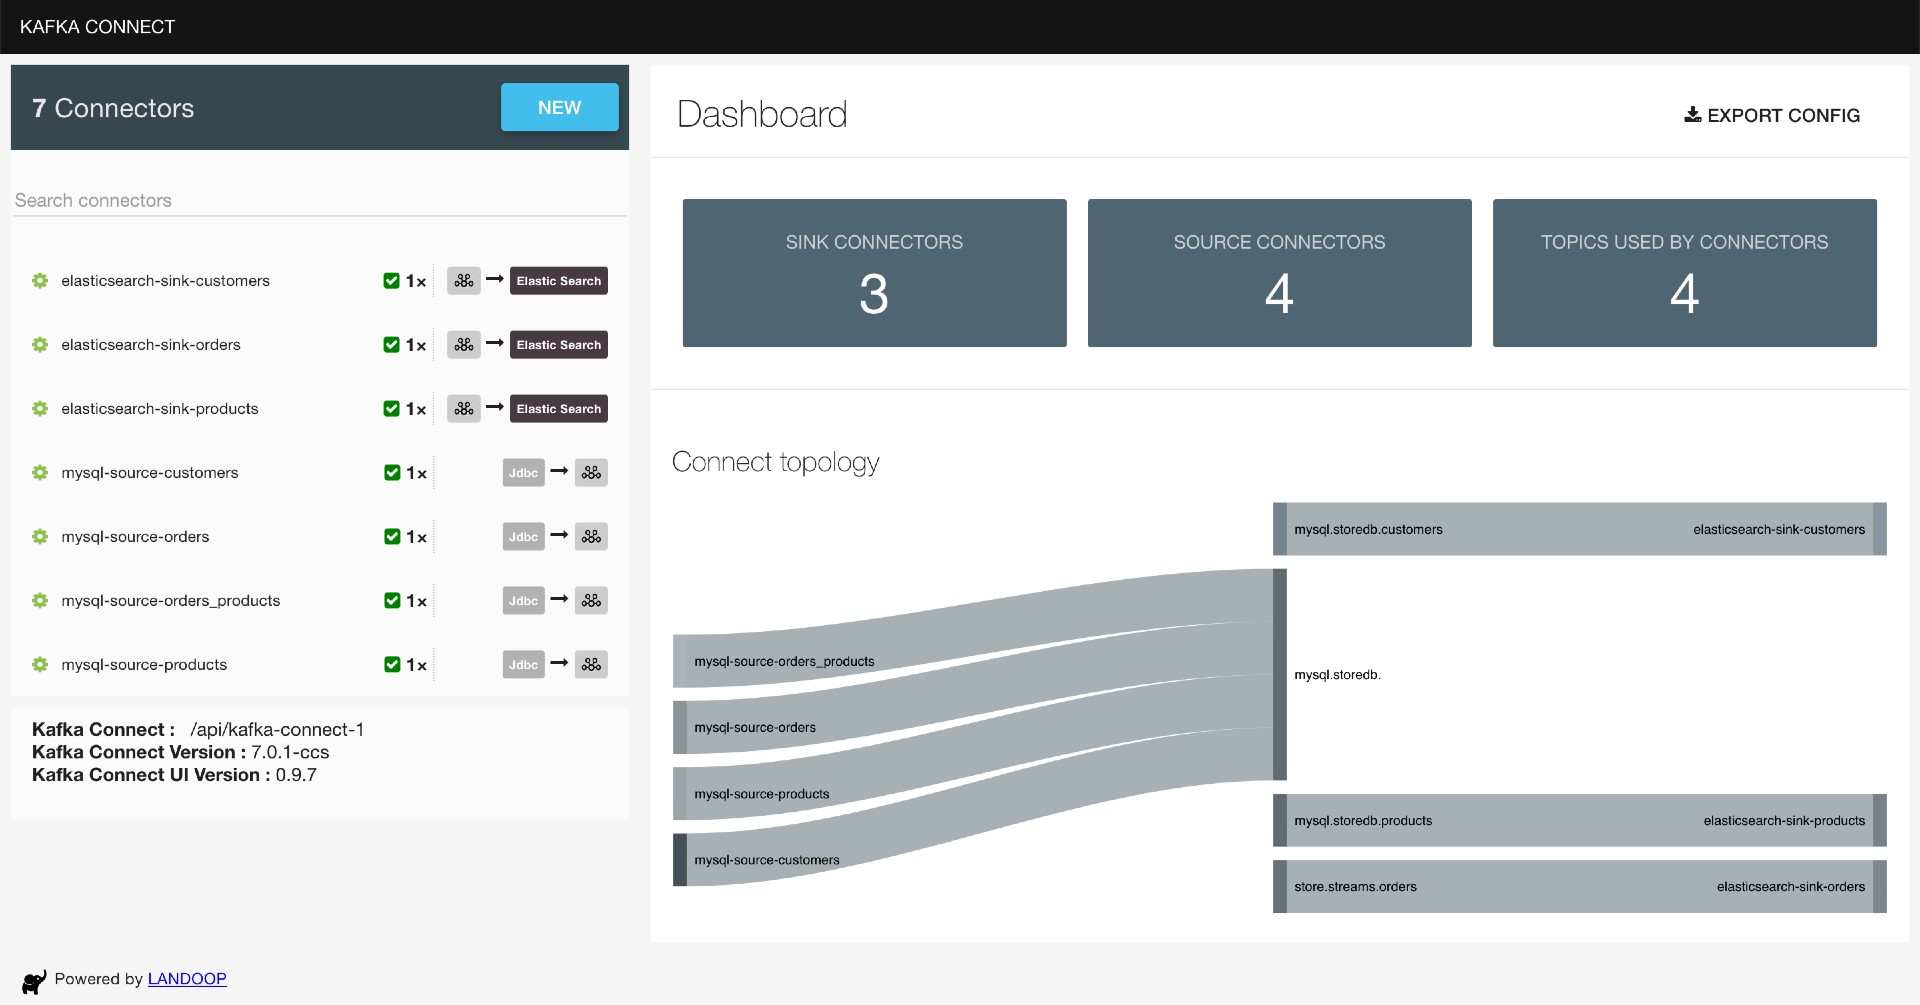 KAFKA CONNECT
7 Connectors
NEW
Search connectors
elasticsearch-sink-customers 1x Elastic Search
elasticsearch-sink-orders 1x Elastic Search
elasticsearch-sink-products 1x Elastic Search
mysql-source-customers 1x Jdbc
mysql-source-orders 1x Jdbc
mysql-source-orders_products 1x Jdbc
mysql-source-products 1x Jdbc
Kafka Connect : /api/kafka-connect-1
Kafka Connect Version : 7.0.1-ccs
Kafka Connect UI Version : 0.9.7
Dashboard
EXPORT CONFIG
SINK CONNECTORS
3
SOURCE CONNECTORS
4
TOPICS USED BY CONNECTORS
4
Connect topology
mysql-source-orders_products
mysql-source-orders
mysql-source-products
mysql-source-customers
mysql.storedb.customers
elasticsearch-sink-customers
mysql.storedb.
mysql.storedb.products
elasticsearch-sink-products
store.streams.orders
elasticsearch-sink-orders
Powered by LANDOOP